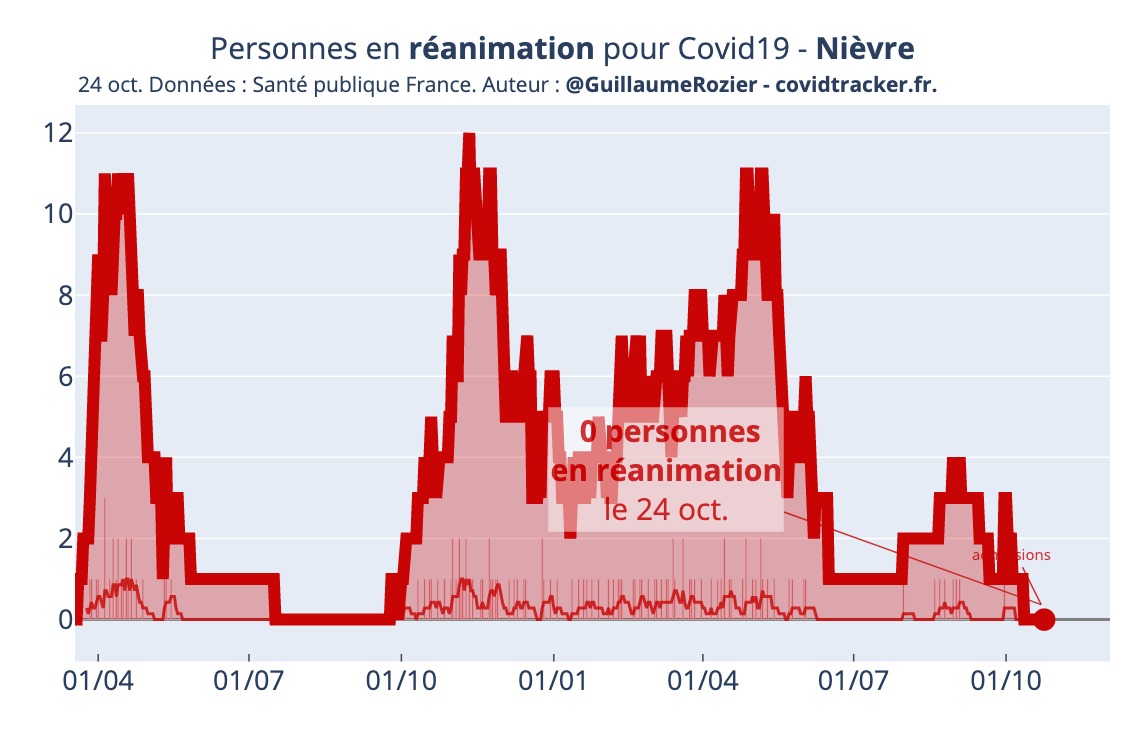 Personnes en réanimation pour Covid19 - Nièvre
24 oct. Données : Santé publique France. Auteur : @GuillaumeRozier - covidtracker.fr.
12
10
8
6
4
2
0
0 personnes
en réanimation
le 24 oct.
admissions
01/04 01/07 01/10 01/01 01/04 01/07 01/10